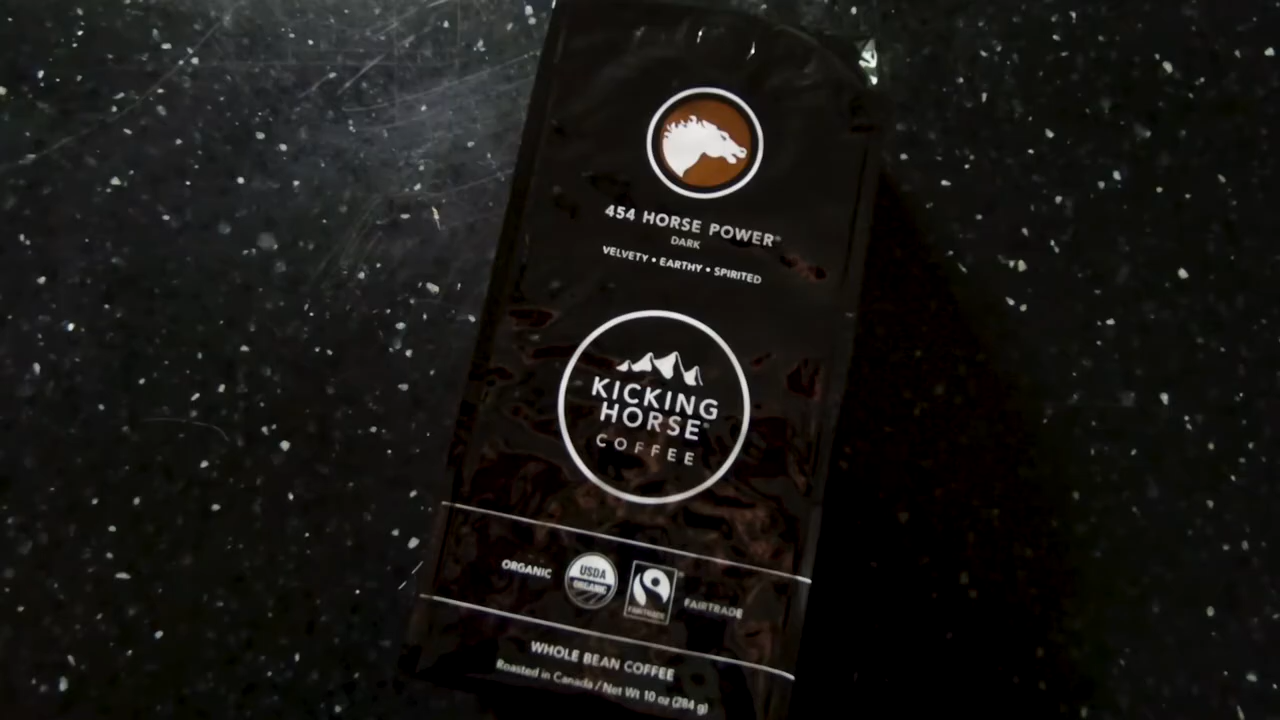 454 HORSE POWER®
DARK
VELVETY • EARTHY • SPIRITED
KICKING
HORSE®
COFFEE
ORGANIC
USDA
ORGANIC
FAIRTRADE
FAIRTRADE
WHOLE BEAN COFFEE
Roasted in Canada / Net Wt 10 oz (284 g)